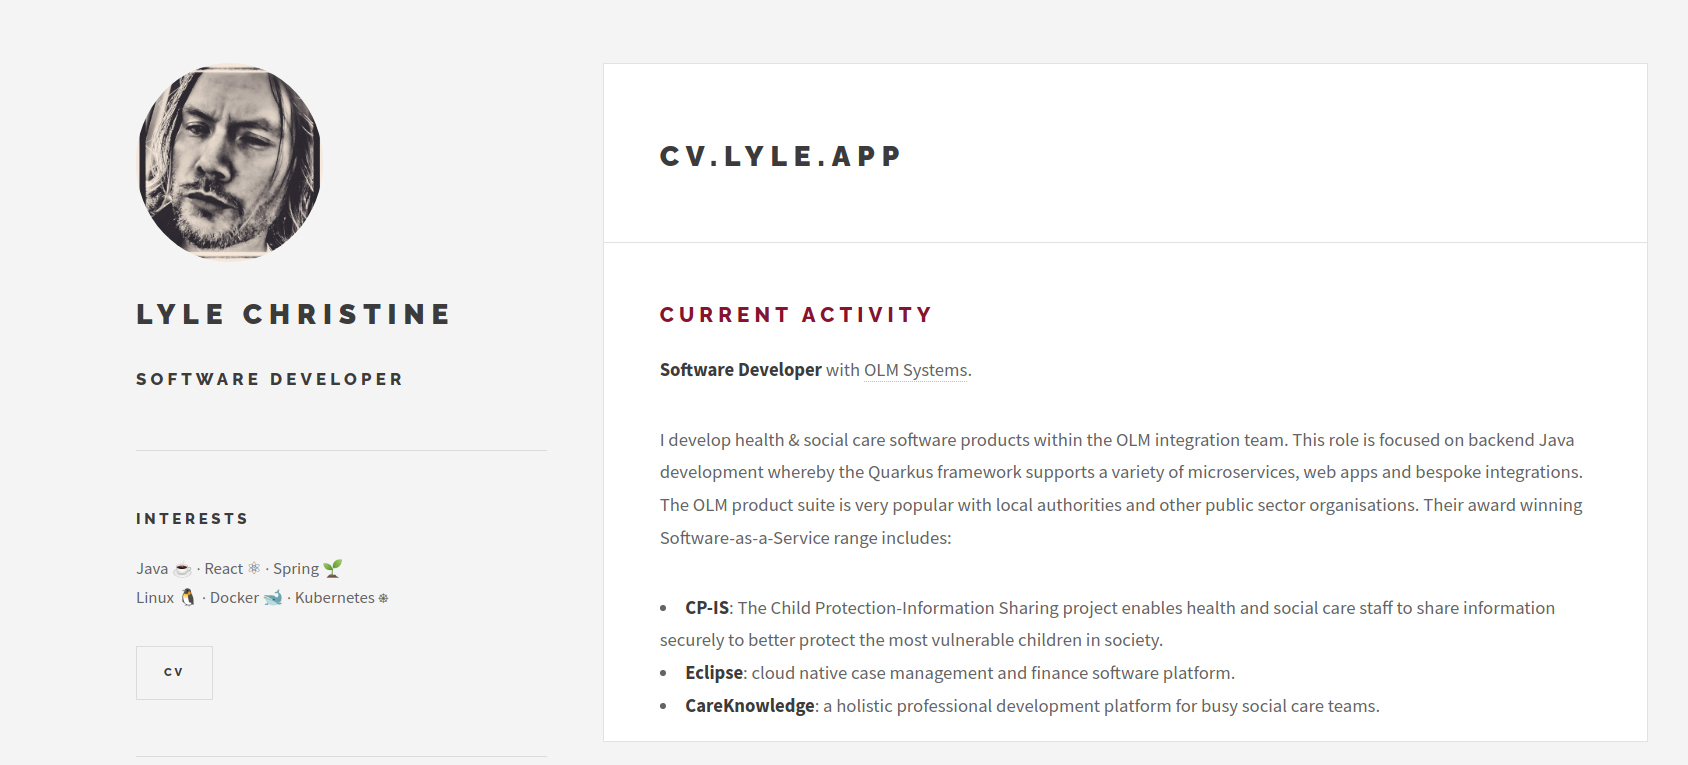 LYLE CHRISTINE
SOFTWARE DEVELOPER
INTERESTS
Java ☕ · React ⚛ · Spring 🌱
Linux 🐧 · Docker 🐳 · Kubernetes ⎈
CV
CV.LYLE.APP
CURRENT ACTIVITY
Software Developer with OLM Systems.
I develop health & social care software products within the OLM integration team. This role is focused on backend Java
development whereby the Quarkus framework supports a variety of microservices, web apps and bespoke integrations.
The OLM product suite is very popular with local authorities and other public sector organisations. Their award winning
Software-as-a-Service range includes:
• CP-IS: The Child Protection-Information Sharing project enables health and social care staff to share information
securely to better protect the most vulnerable children in society.
• Eclipse: cloud native case management and finance software platform.
• CareKnowledge: a holistic professional development platform for busy social care teams.